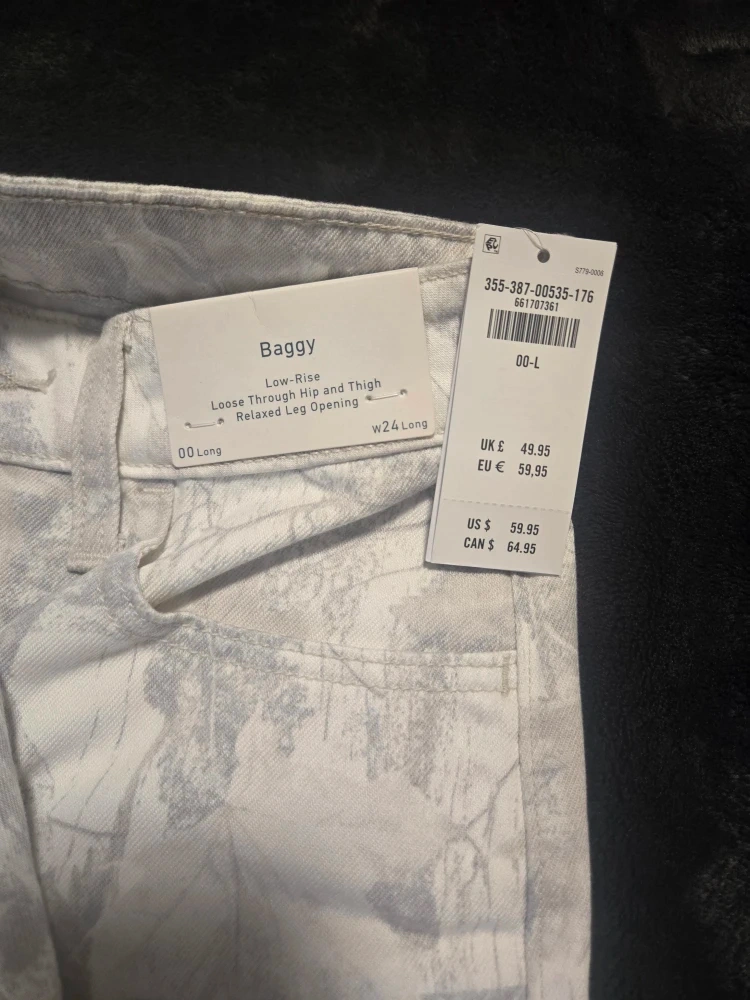 Baggy
Low-Rise
Loose Through Hip and Thigh
Relaxed Leg Opening
00 Long
W24 Long
S779-0006
355-387-00535-176
661707361
00-L
UK £ 49.95
EU € 59,95
US $ 59.95
CAN $ 64.95